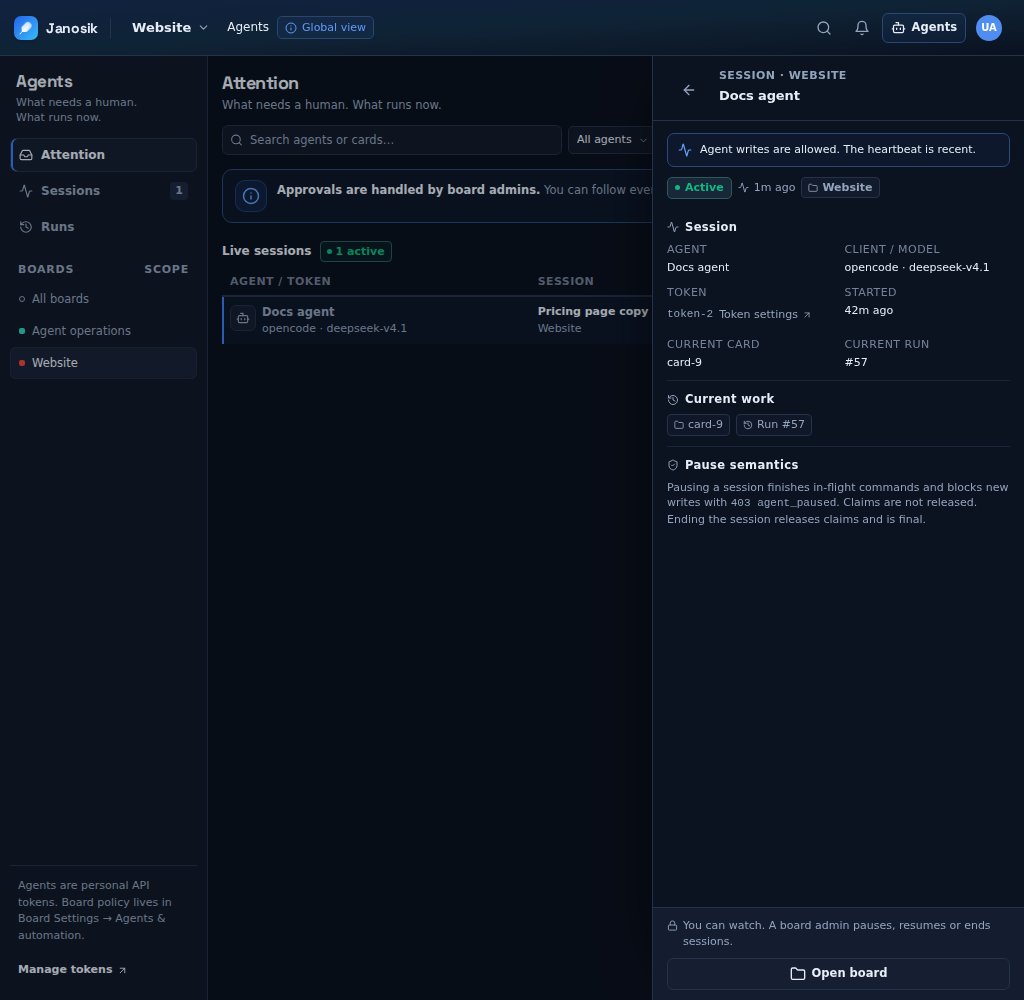 Janosik
Website
Agents
Global view
Agents
UA
Agents
What needs a human.
What runs now.
Attention
Sessions
1
Runs
BOARDS
SCOPE
All boards
Agent operations
Website
Agents are personal API
tokens. Board policy lives in
Board Settings → Agents &
automation.
Manage tokens
Attention
What needs a human. What runs now.
Search agents or cards…
All agents
Approvals are handled by board admins. You can follow
Live sessions
1 active
AGENT / TOKEN
SESSION
Docs agent
opencode · deepseek-v4.1
Pricing page copy
Website
SESSION · WEBSITE
Docs agent
Agent writes are allowed. The heartbeat is recent.
Active
1m ago
Website
Session
AGENT
CLIENT / MODEL
Docs agent
opencode · deepseek-v4.1
TOKEN
STARTED
token-2 Token settings
42m ago
CURRENT CARD
CURRENT RUN
card-9
#57
Current work
card-9
Run #57
Pause semantics
Pausing a session finishes in-flight commands and blocks new
writes with 403 agent_paused. Claims are not released.
Ending the session releases claims and is final.
You can watch. A board admin pauses, resumes or ends
sessions.
Open board